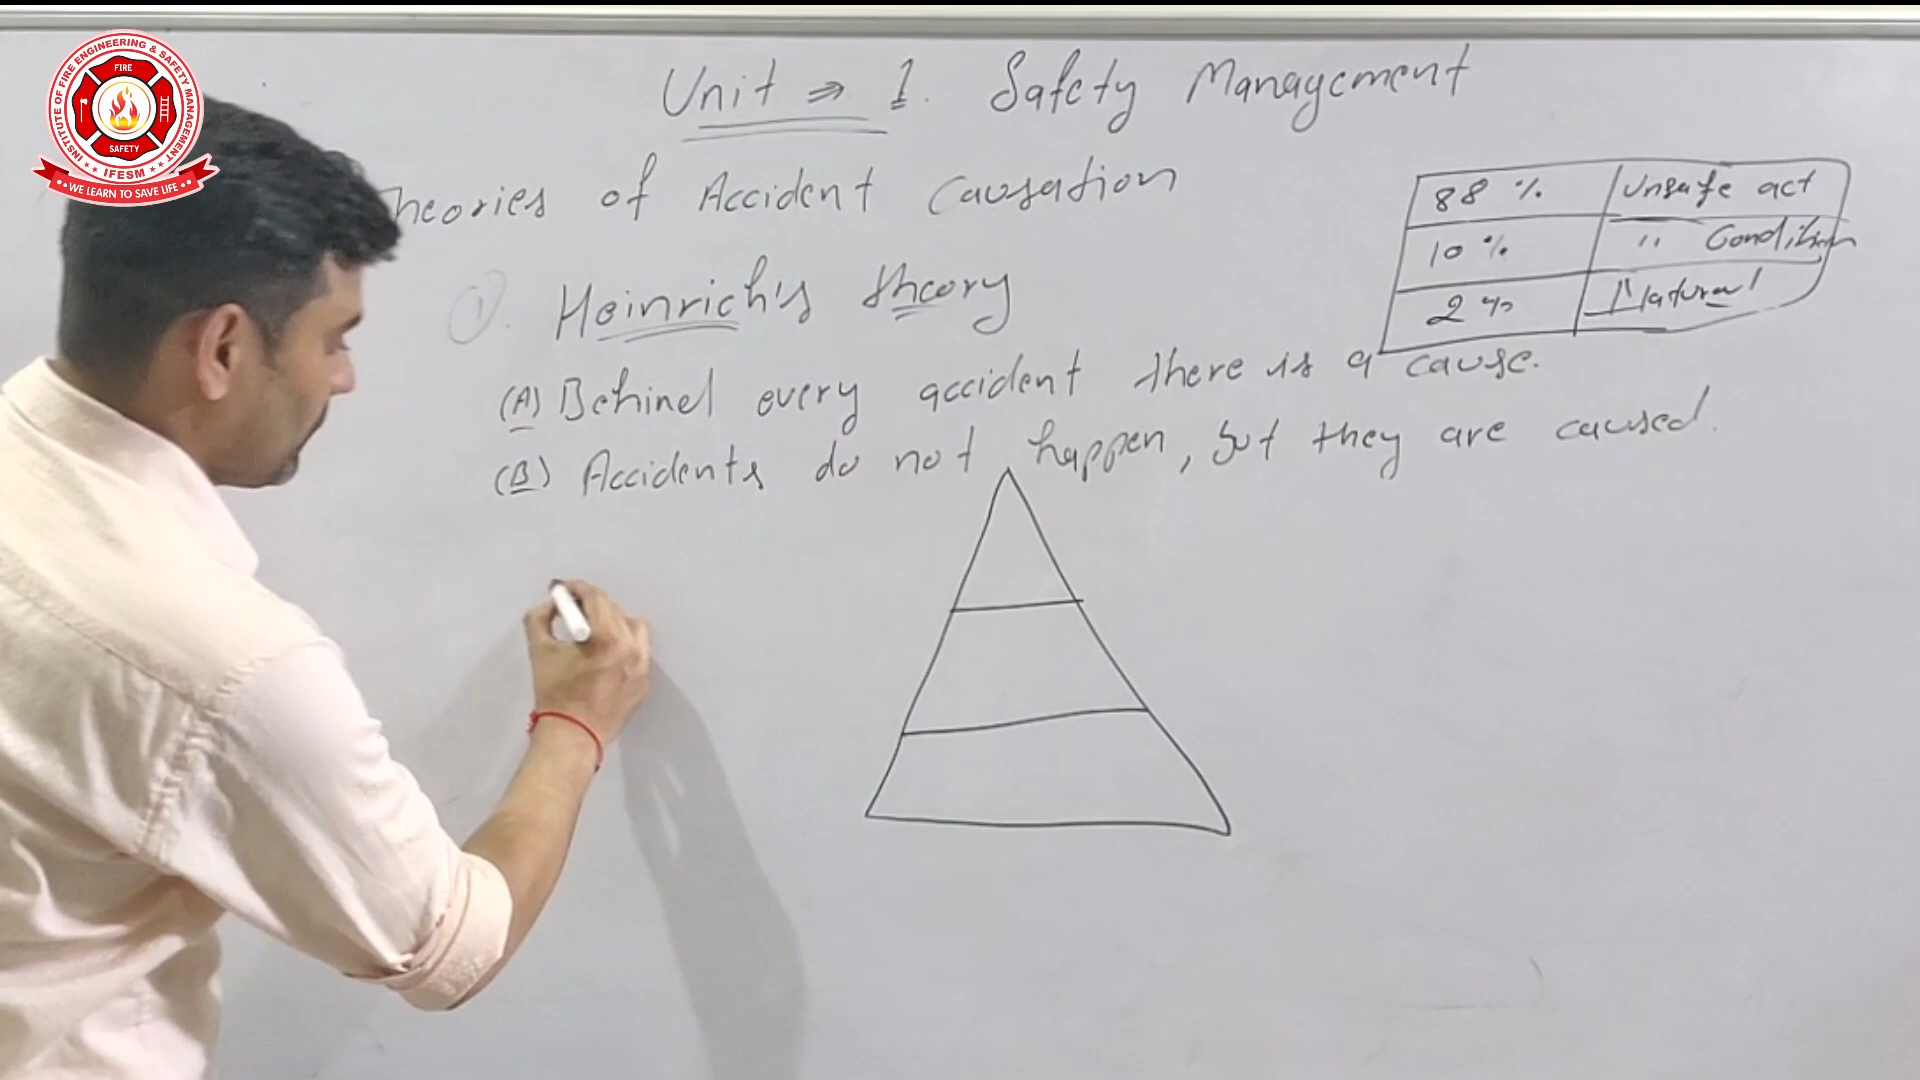 INSTITUTE OF FIRE ENGINEERING & SAFETY MANAGEMENT
FIRE
SAFETY
IFESM
"WE LEARN TO SAVE LIFE"
Unit ⇒ 1. Safety Management
heories of Accident Causation
88 % Unsafe act
10 % '' Condition
2 % Natural
1. Heinrich's theory
(A) Behind every accident there is a cause.
(B) Accidents do not happen, but they are caused.